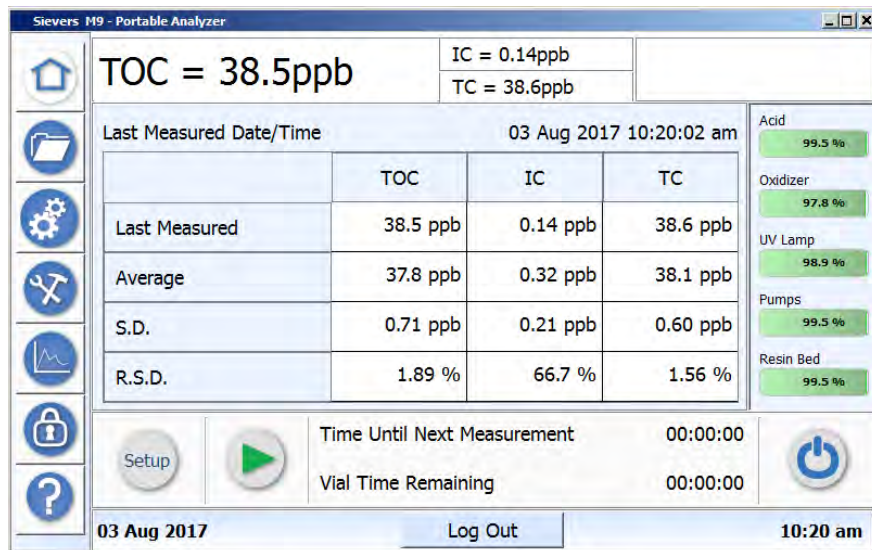 Sievers M9 - Portable Analyzer
TOC = 38.5ppb
IC = 0.14ppb
TC = 38.6ppb
Last Measured Date/Time 03 Aug 2017 10:20:02 am
TOC IC TC
Last Measured 38.5 ppb 0.14 ppb 38.6 ppb
Average 37.8 ppb 0.32 ppb 38.1 ppb
S.D. 0.71 ppb 0.21 ppb 0.60 ppb
R.S.D. 1.89 % 66.7 % 1.56 %
Acid
99.5 %
Oxidizer
97.8 %
UV Lamp
98.9 %
Pumps
99.5 %
Resin Bed
99.5 %
Setup
Time Until Next Measurement 00:00:00
Vial Time Remaining 00:00:00
?
03 Aug 2017 Log Out 10:20 am